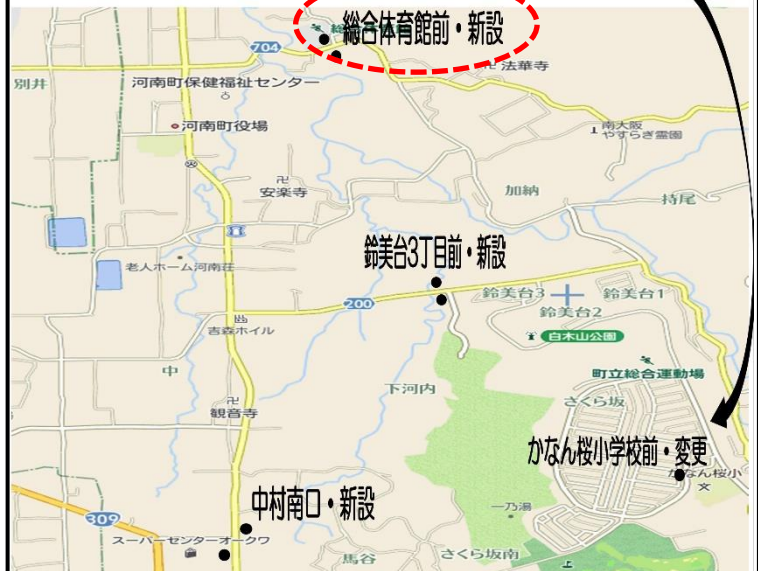 総合体育館前・新設
704
法華寺
別井
河南町保健福祉センター
河南町役場
南大阪
やすらぎ霊園
安楽寺
加納
持尾
鈴美台3丁目前・新設
老人ホーム河南荘
鈴美台3
鈴美台1
200
鈴美台2
吉森ホイル
白木山公園
中
町立総合運動場
下河内
さくら坂
観音寺
かなん桜小学校前・変更
かなん桜小
中村南口・新設
一乃湯
309
スーパーセンターオークワ
馬谷
さくら坂南